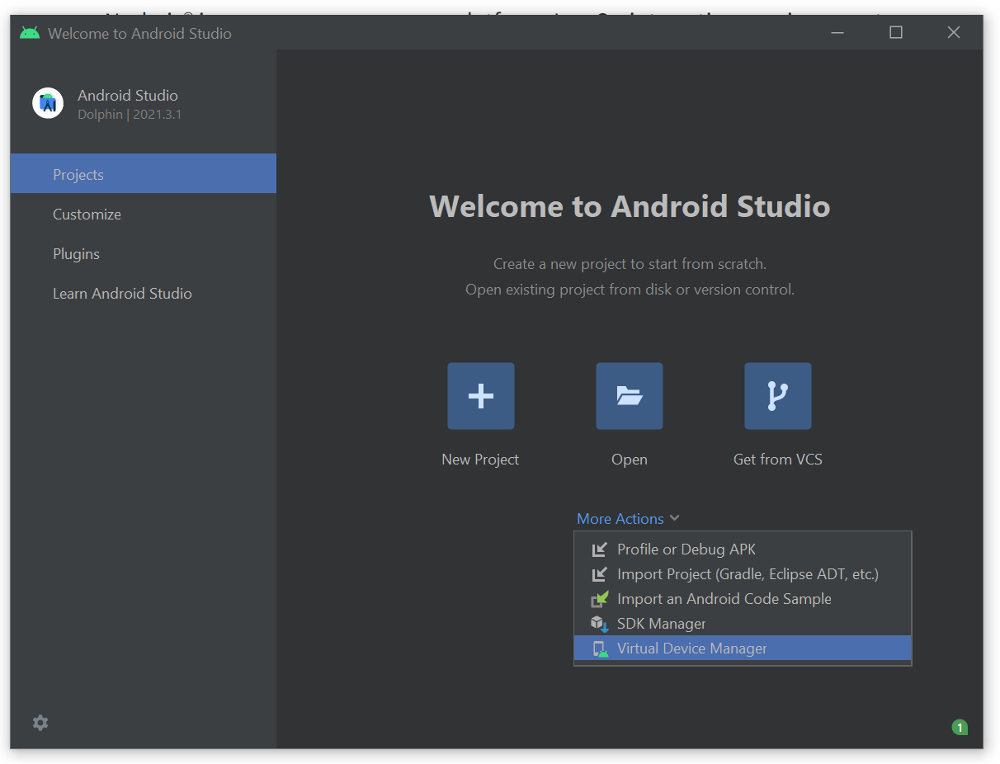 Welcome to Android Studio
Android Studio
Dolphin | 2021.3.1
Projects
Customize
Plugins
Learn Android Studio
Welcome to Android Studio
Create a new project to start from scratch.
Open existing project from disk or version control.
New Project
Open
Get from VCS
More Actions
Profile or Debug APK
Import Project (Gradle, Eclipse ADT, etc.)
Import an Android Code Sample
SDK Manager
Virtual Device Manager
1